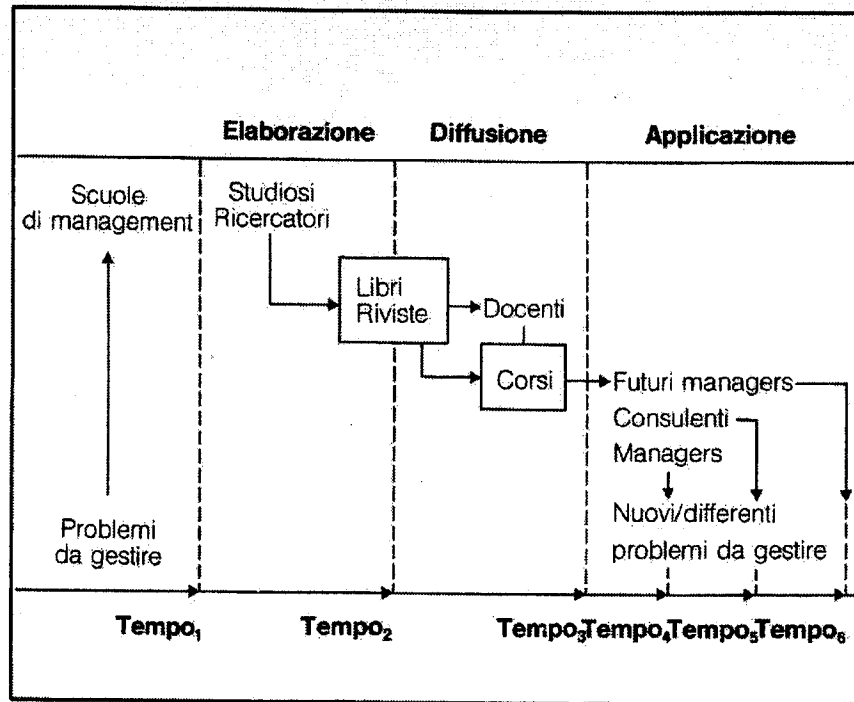 Elaborazione Diffusione Applicazione
Scuole
di management
Studiosi
Ricercatori
Libri
Riviste
Docenti
Corsi
Futuri managers
Consulenti
Managers
Nuovi/differenti
problemi da gestire
Problemi
da gestire
Tempo₁ Tempo₂ Tempo₃ Tempo₄ Tempo₅ Tempo₆